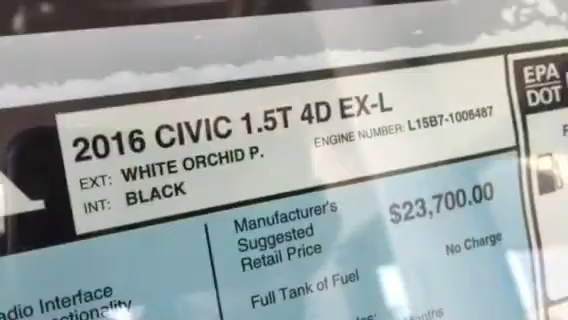 2016 CIVIC 1.5T 4D EX-L
EXT: WHITE ORCHID P.
ENGINE NUMBER: L15B7-1006487
INT: BLACK
EPA
DOT
Manufacturer's
Suggested
Retail Price
$23,700.00
Full Tank of Fuel
No Charge
adio Interface
ctionality